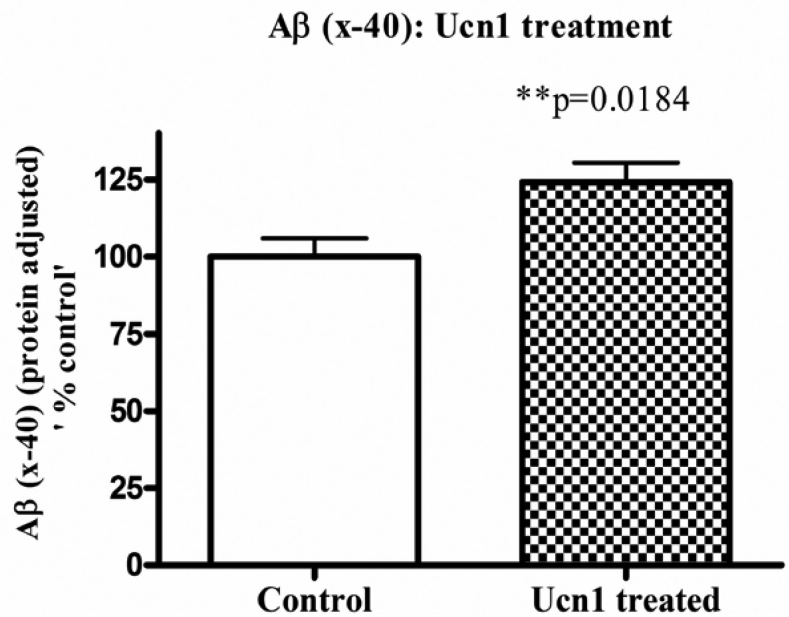 Aβ (x-40): Ucn1 treatment
**p=0.0184
Aβ (x-40) (protein adjusted)
' % control'
125
100
75
50
25
0
Control
Ucn1 treated